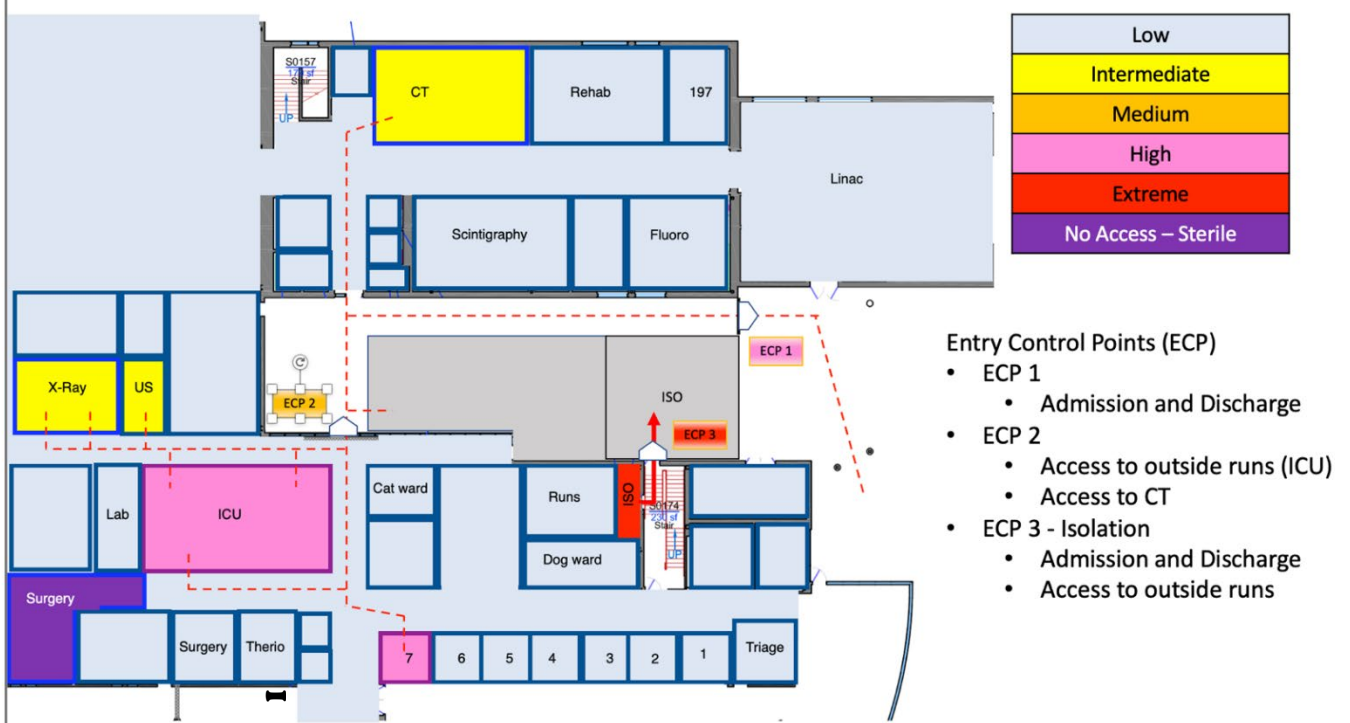 S0157
Stair
UP
CT
Rehab
197
Linac
Scintigraphy
Fluoro
X-Ray
US
ECP 2
ECP 1
ISO
ECP 3
Lab
ICU
Cat ward
Runs
ISO
S0174
Stair
UP
Dog ward
Surgery
Surgery
Therio
7
6
5
4
3
2
1
Triage
Low
Intermediate
Medium
High
Extreme
No Access – Sterile
Entry Control Points (ECP)
• ECP 1
• Admission and Discharge
• ECP 2
• Access to outside runs (ICU)
• Access to CT
• ECP 3 - Isolation
• Admission and Discharge
• Access to outside runs